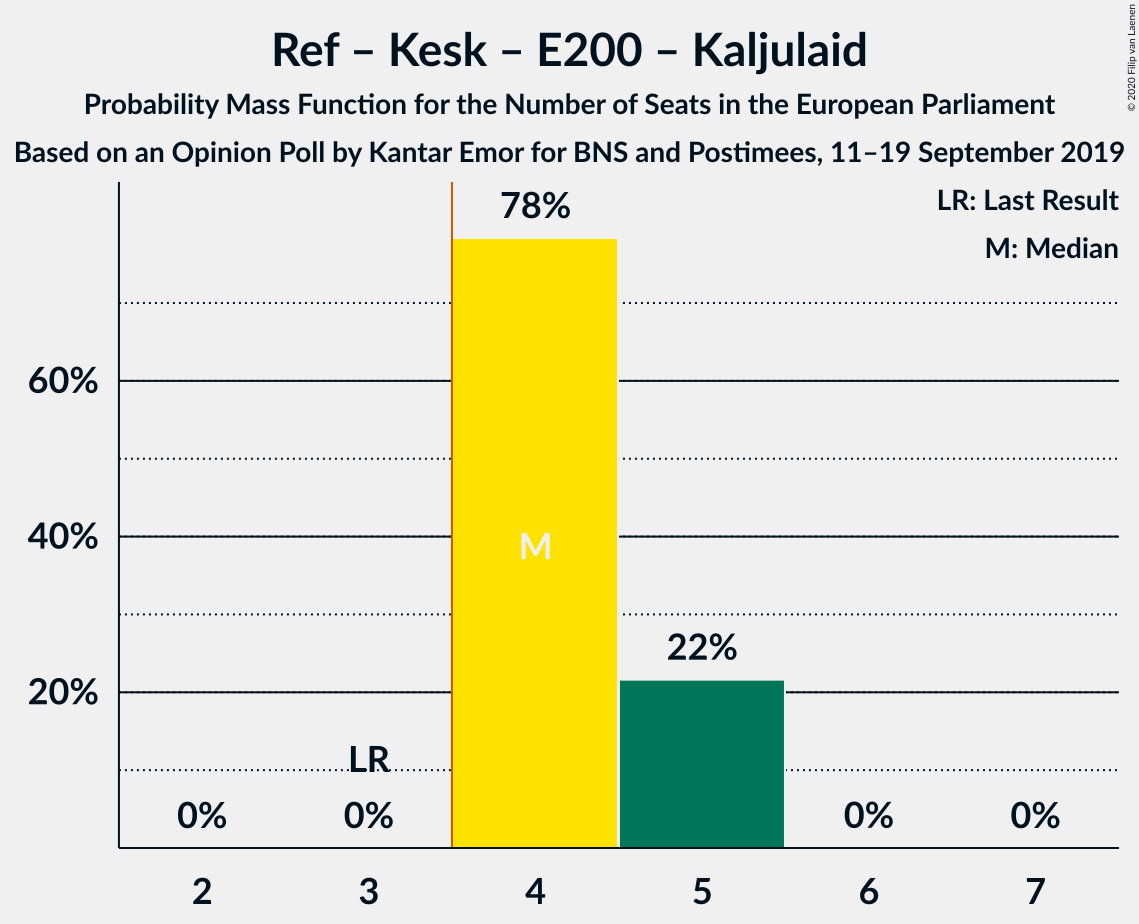 Ref – Kesk – E200 – Kaljulaid
Probability Mass Function for the Number of Seats in the European Parliament
Based on an Opinion Poll by Kantar Emor for BNS and Postimees, 11–19 September 2019
© 2020 Filip van Laenen
LR: Last Result
M: Median
78%
60%
40%
M
22%
20%
LR
0% 0% 0% 0%
2 3 4 5 6 7